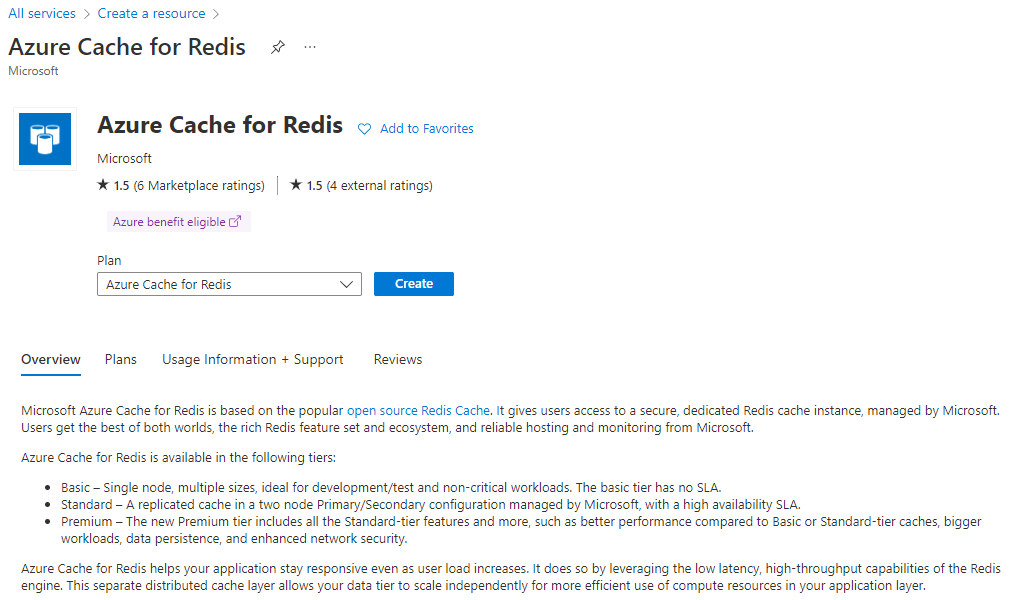 All services > Create a resource >
Azure Cache for Redis ...
Microsoft
Azure Cache for Redis Add to Favorites
Microsoft
★ 1.5 (6 Marketplace ratings) | ★ 1.5 (4 external ratings)
Azure benefit eligible
Plan
Azure Cache for Redis Create
Overview Plans Usage Information + Support Reviews
Microsoft Azure Cache for Redis is based on the popular open source Redis Cache. It gives users access to a secure, dedicated Redis cache instance, managed by Microsoft.
Users get the best of both worlds, the rich Redis feature set and ecosystem, and reliable hosting and monitoring from Microsoft.
Azure Cache for Redis is available in the following tiers:
• Basic – Single node, multiple sizes, ideal for development/test and non-critical workloads. The basic tier has no SLA.
• Standard – A replicated cache in a two node Primary/Secondary configuration managed by Microsoft, with a high availability SLA.
• Premium – The new Premium tier includes all the Standard-tier features and more, such as better performance compared to Basic or Standard-tier caches, bigger
workloads, data persistence, and enhanced network security.
Azure Cache for Redis helps your application stay responsive even as user load increases. It does so by leveraging the low latency, high-throughput capabilities of the Redis
engine. This separate distributed cache layer allows your data tier to scale independently for more efficient use of compute resources in your application layer.